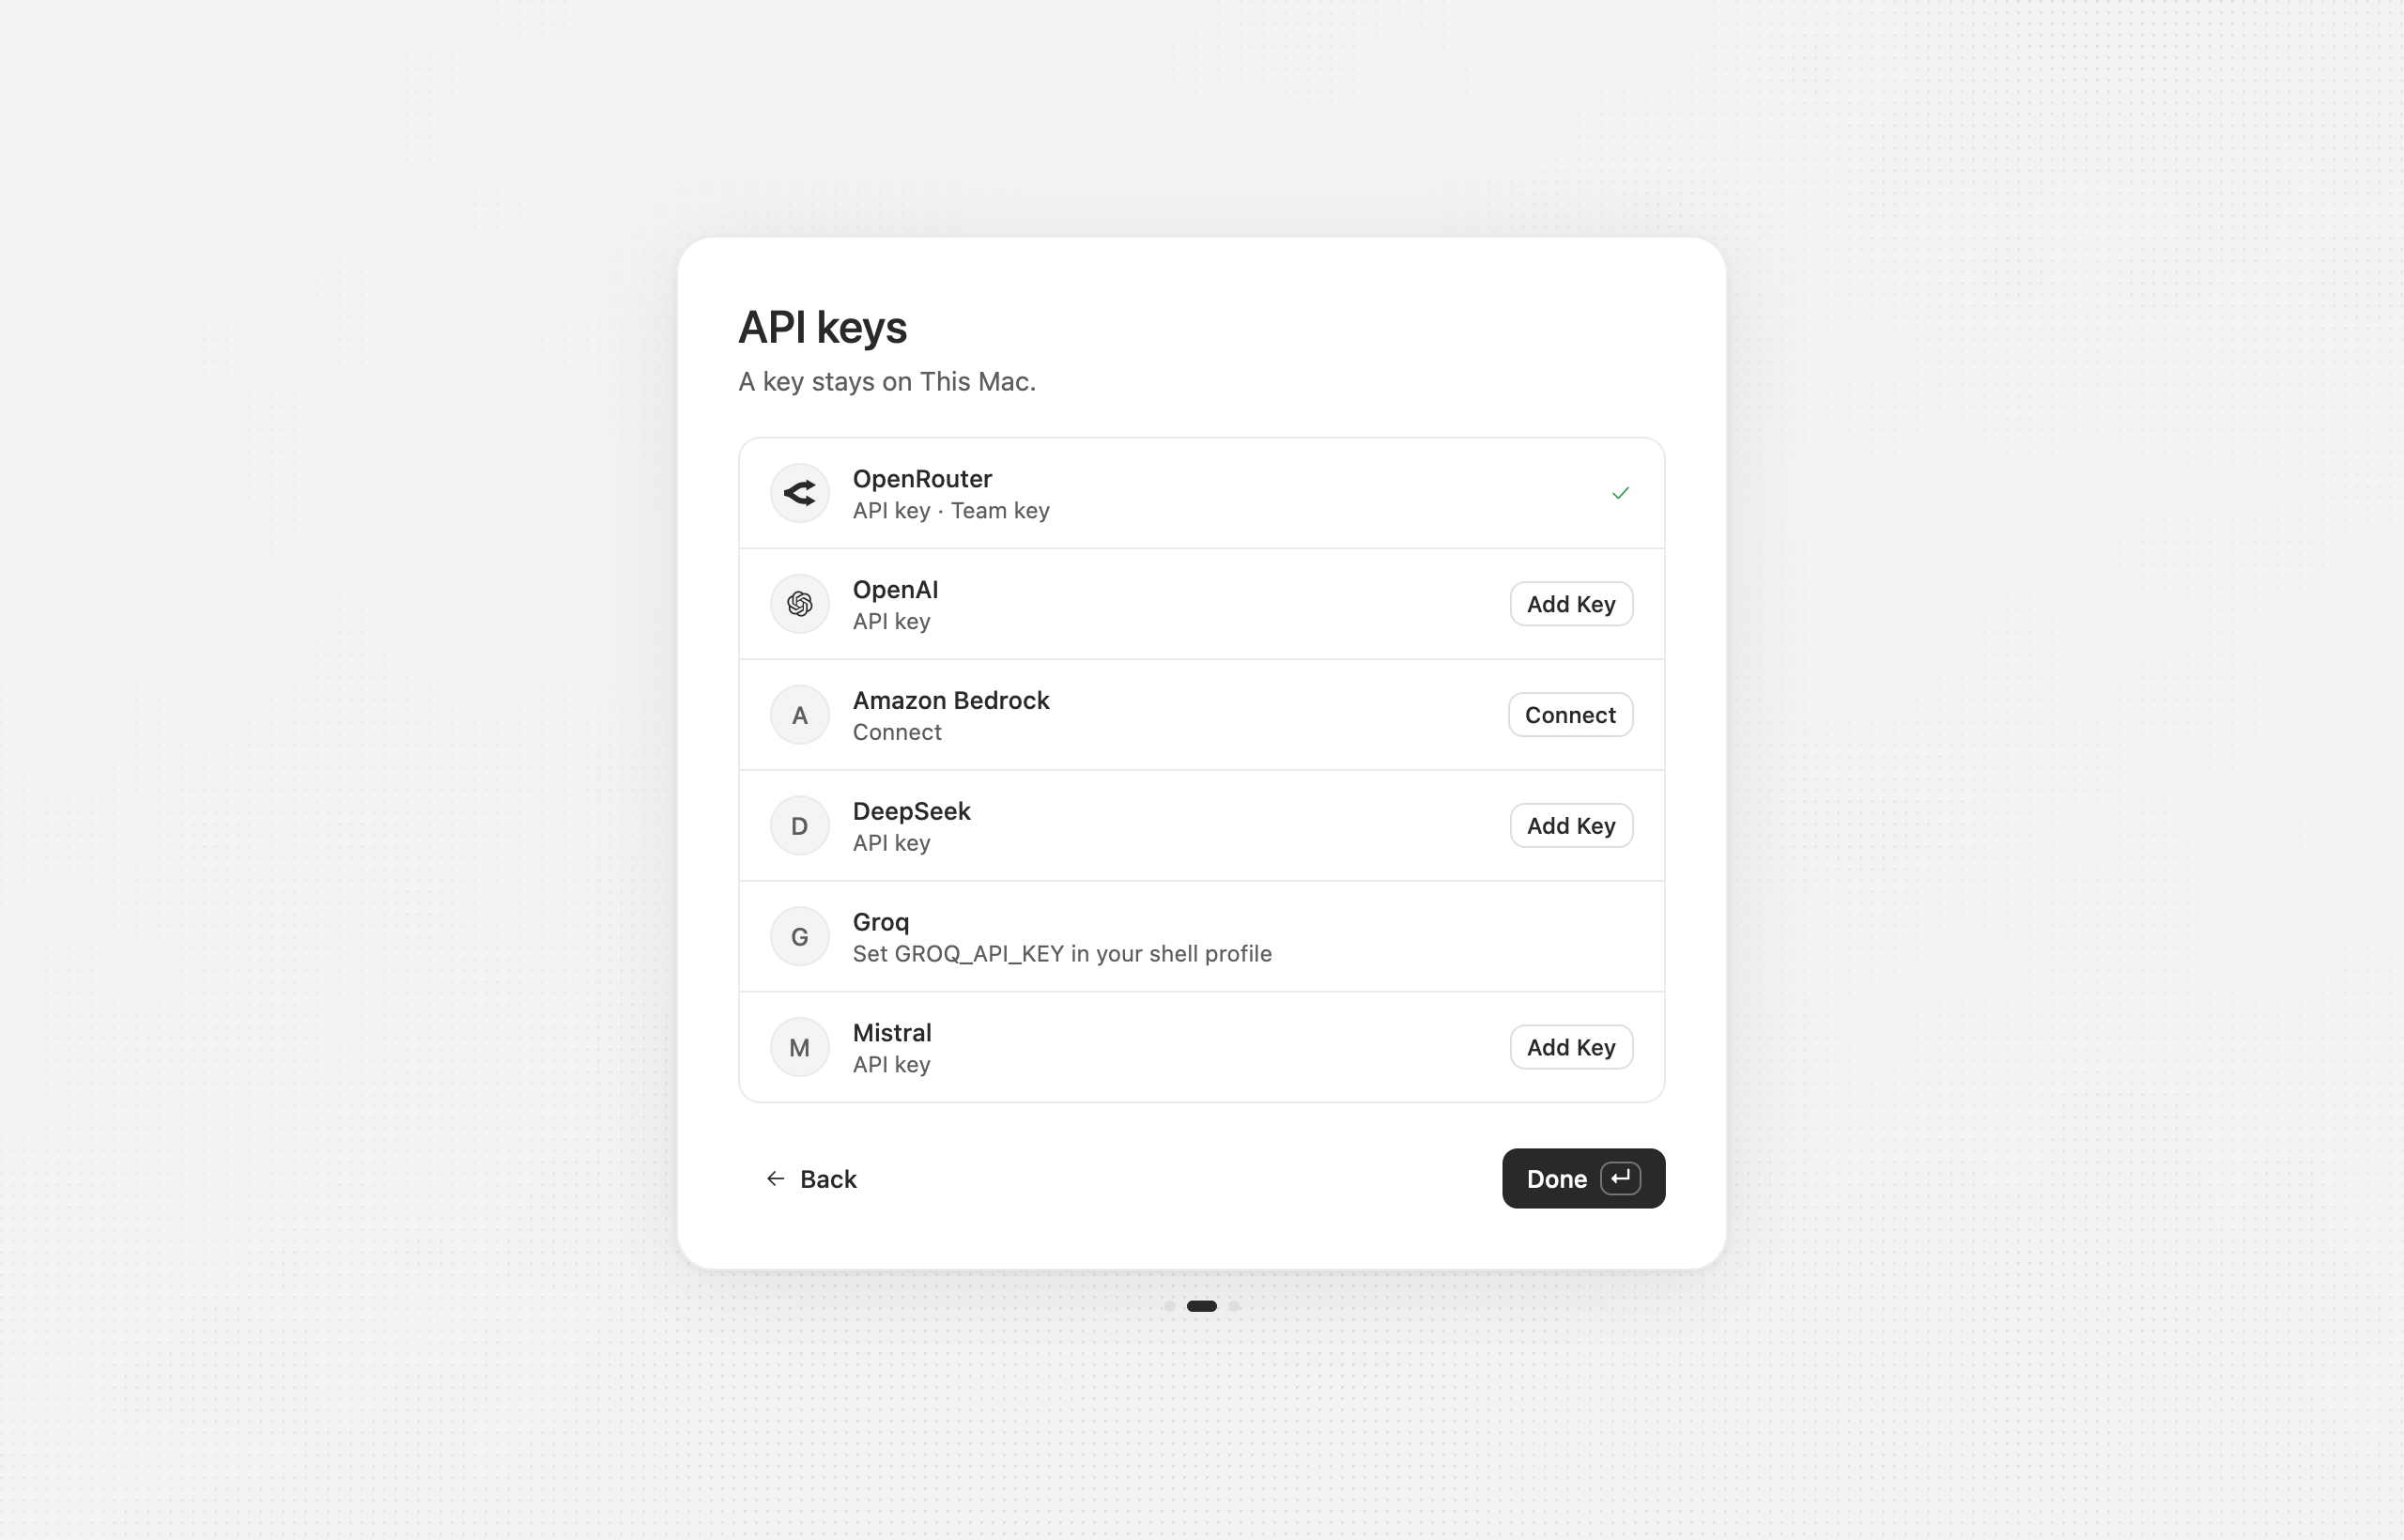 API keys
A key stays on This Mac.
OpenRouter
API key · Team key
OpenAI
API key
Add Key
A
Amazon Bedrock
Connect
Connect
D
DeepSeek
API key
Add Key
G
Groq
Set GROQ_API_KEY in your shell profile
M
Mistral
API key
Add Key
Back
Done